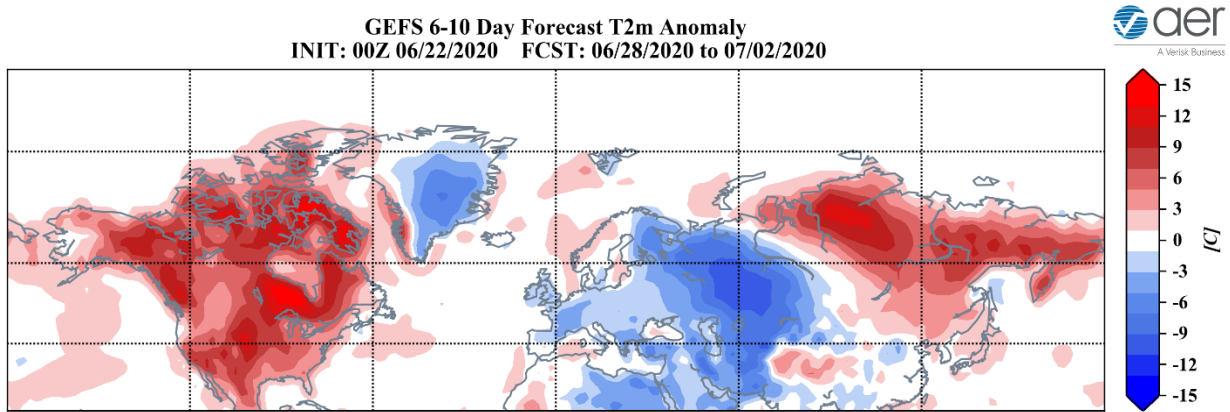 GEFS 6-10 Day Forecast T2m Anomaly
INIT: 00Z 06/22/2020 FCST: 06/28/2020 to 07/02/2020
aer
A Verisk Business
15
12
9
6
3
0
-3
-6
-9
-12
-15
[C]